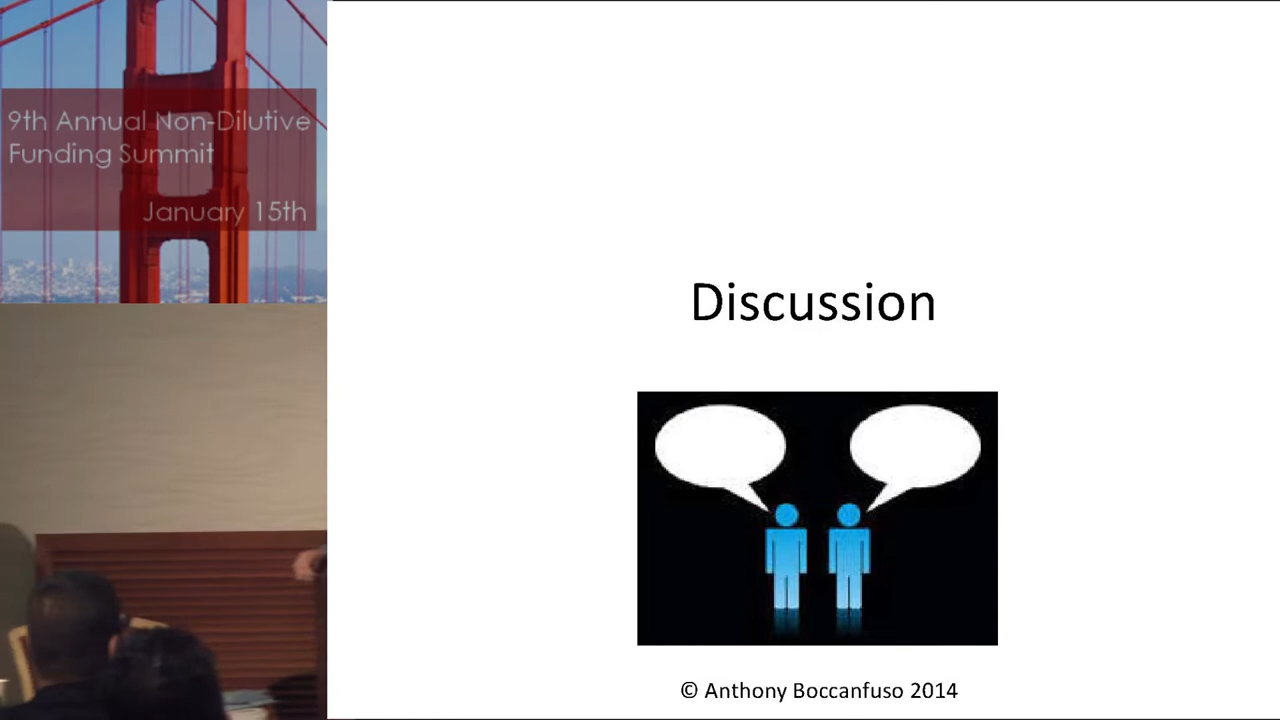 9th Annual Non-Dilutive
Funding Summit
January 15th
Discussion
© Anthony Boccanfuso 2014